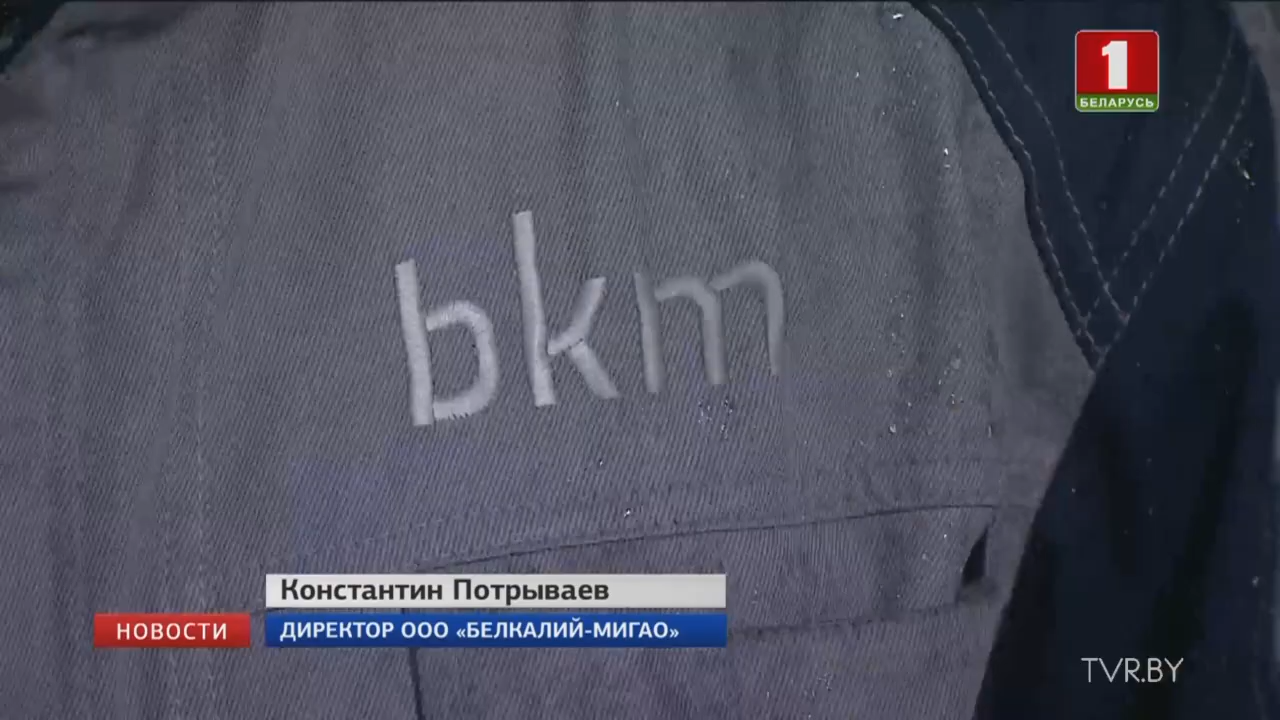 1
БЕЛАРУСЬ
bkm
Константин Потрываев
НОВОСТИ
ДИРЕКТОР ООО «БЕЛКАЛИЙ-МИГАО»
TVR.BY